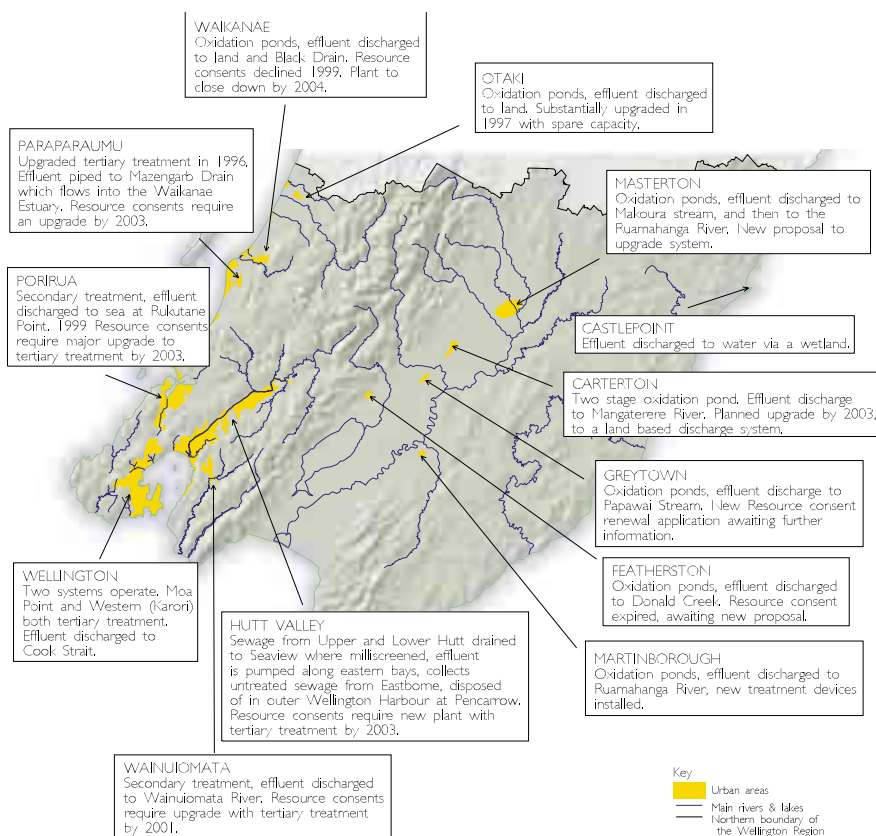 WAIKANAE
Oxidation ponds, effluent discharged
to land and Black Drain. Resource
consents declined 1999. Plant to
close down by 2004.
OTAKI
Oxidation ponds, effluent discharged
to land. Substantially upgraded in
1997 with spare capacity.
PARAPARAUMU
Upgraded tertiary treatment in 1996.
Effluent piped to Mazengarb Drain
which flows into the Waikanae
Estuary. Resource consents require
an upgrade by 2003.
MASTERTON
Oxidation ponds, effluent discharged to
Makoura stream, and then to the
Ruamahanga River. New proposal to
upgrade system.
PORIRUA
Secondary treatment, effluent
discharged to sea at Rukutane
Point. 1999 Resource consents
require major upgrade to
tertiary treatment by 2003.
CASTLEPOINT
Effluent discharged to water via a wetland.
CARTERTON
Two stage oxidation pond. Effluent discharge
to Mangaterere River. Planned upgrade by 2003,
to a land based discharge system.
GREYTOWN
Oxidation ponds, effluent discharge to
Papawai Stream. New Resource consent
renewal application awaiting further
information.
WELLINGTON
Two systems operate. Moa
Point and Western (Karori)
both tertiary treatment.
Effluent discharged to
Cook Strait.
FEATHERSTON
Oxidation ponds, effluent discharged
to Donald Creek. Resource consent
expired, awaiting new proposal.
HUTT VALLEY
Sewage from Upper and Lower Hutt drained
to Seaview where milliscreened, effluent
is pumped along eastern bays, collects
untreated sewage from Eastborne, disposed
of in outer Wellington Harbour at Pencarrow.
Resource consents require new plant with
tertiary treatment by 2003.
MARTINBOROUGH
Oxidation ponds, effluent discharged to
Ruamahanga River, new treatment devices
installed.
WAINUIOMATA
Secondary treatment, effluent discharged
to Wainuiomata River. Resource consents
require upgrade with tertiary treatment
by 2001.
Key
Urban areas
Main rivers & lakes
Northern boundary of
the Wellington Region